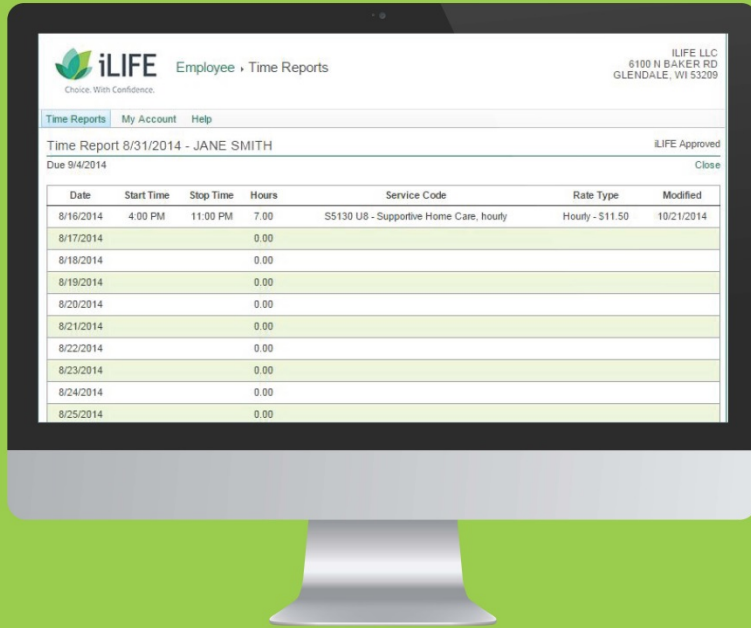 iLIFE
Choice. With Confidence.
Employee › Time Reports
ILIFE LLC
6100 N BAKER RD
GLENDALE, WI 53209
Time Reports My Account Help
Time Report 8/31/2014 - JANE SMITH
iLIFE Approved
Due 9/4/2014
Close
Date Start Time Stop Time Hours Service Code Rate Type Modified
8/16/2014 4:00 PM 11:00 PM 7.00 S5130 U8 - Supportive Home Care, hourly Hourly - $11.50 10/21/2014
8/17/2014 0.00
8/18/2014 0.00
8/19/2014 0.00
8/20/2014 0.00
8/21/2014 0.00
8/22/2014 0.00
8/23/2014 0.00
8/24/2014 0.00
8/25/2014 0.00